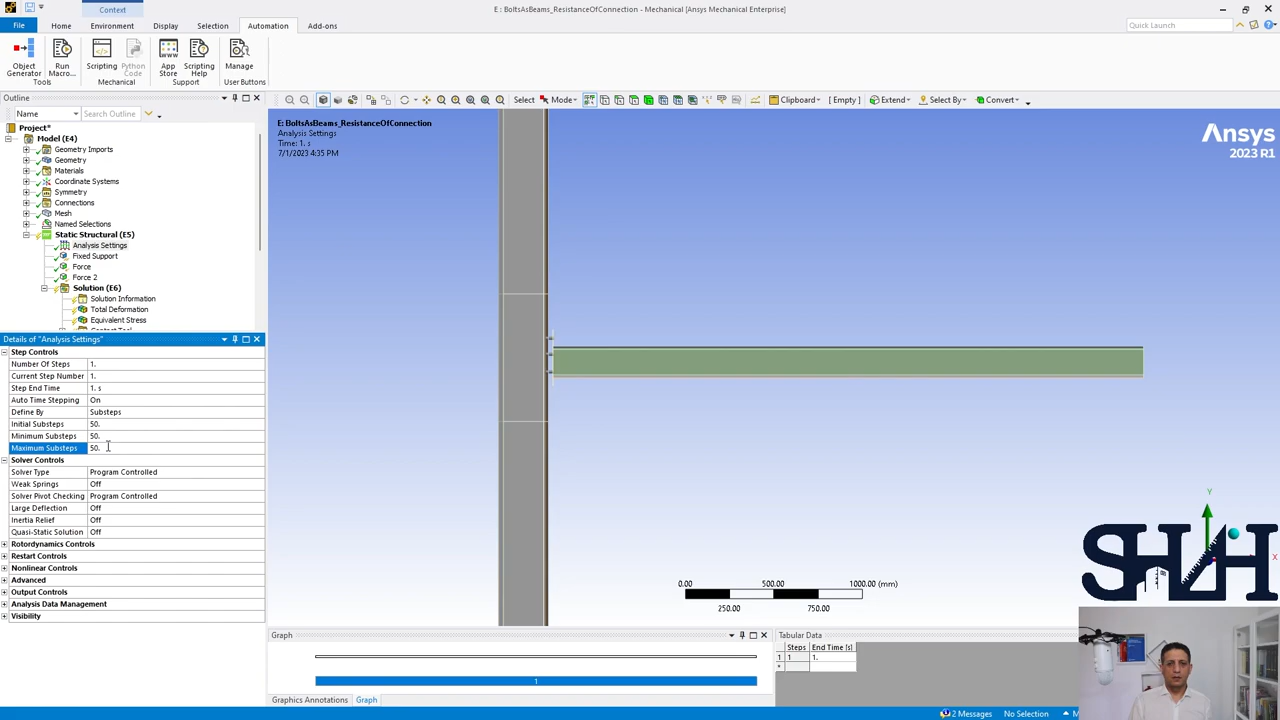 E : BoltsAsBeams_ResistanceOfConnection - Mechanical [Ansys Mechanical Enterprise]
Context
File Home Environment Display Selection Automation Add-ons
Quick Launch
Object Generator
Run Macro...
Scripting
Python Code
App Store
Scripting Help
Manage
Tools Mechanical Support User Buttons
Outline
Name Search Outline
Select Mode Clipboard [ Empty ] Extend Select By Convert
Project*
Model (E4)
Geometry Imports
Geometry
Materials
Coordinate Systems
Symmetry
Connections
Mesh
Named Selections
Static Structural (E5)
Analysis Settings
Fixed Support
Force
Force 2
Solution (E6)
Solution Information
Total Deformation
Equivalent Stress
Contact Tool
E: BoltsAsBeams_ResistanceOfConnection
Analysis Settings
Time: 1. s
7/1/2023 4:35 PM
Ansys
2023 R1
Details of "Analysis Settings"
Step Controls
Number Of Steps 1.
Current Step Number 1.
Step End Time 1. s
Auto Time Stepping On
Define By Substeps
Initial Substeps 50.
Minimum Substeps 50.
Maximum Substeps 50.
Solver Controls
Solver Type Program Controlled
Weak Springs Off
Solver Pivot Checking Program Controlled
Large Deflection Off
Inertia Relief Off
Quasi-Static Solution Off
Rotordynamics Controls
Restart Controls
Nonlinear Controls
Advanced
Output Controls
Analysis Data Management
Visibility
Y
X
0.00 500.00 1000.00 (mm)
250.00 750.00
SHZH
Graph
1
Graphics Annotations Graph
Tabular Data
Steps End Time [s]
1 1 1.
*
2 Messages No Selection